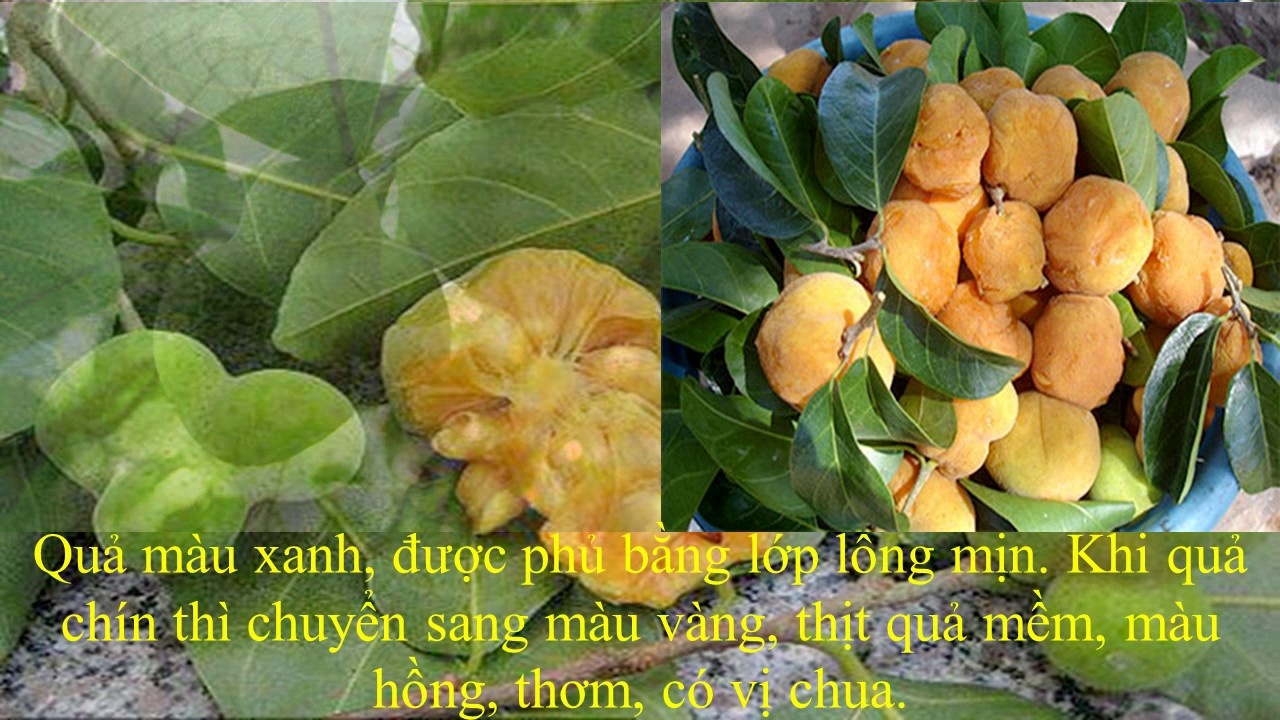 Quả màu xanh, được phủ bằng lớp lồng mịn. Khi quả
chín thì chuyển sang màu vàng, thịt quả mềm, màu
hồng, thơm, có vị chua.